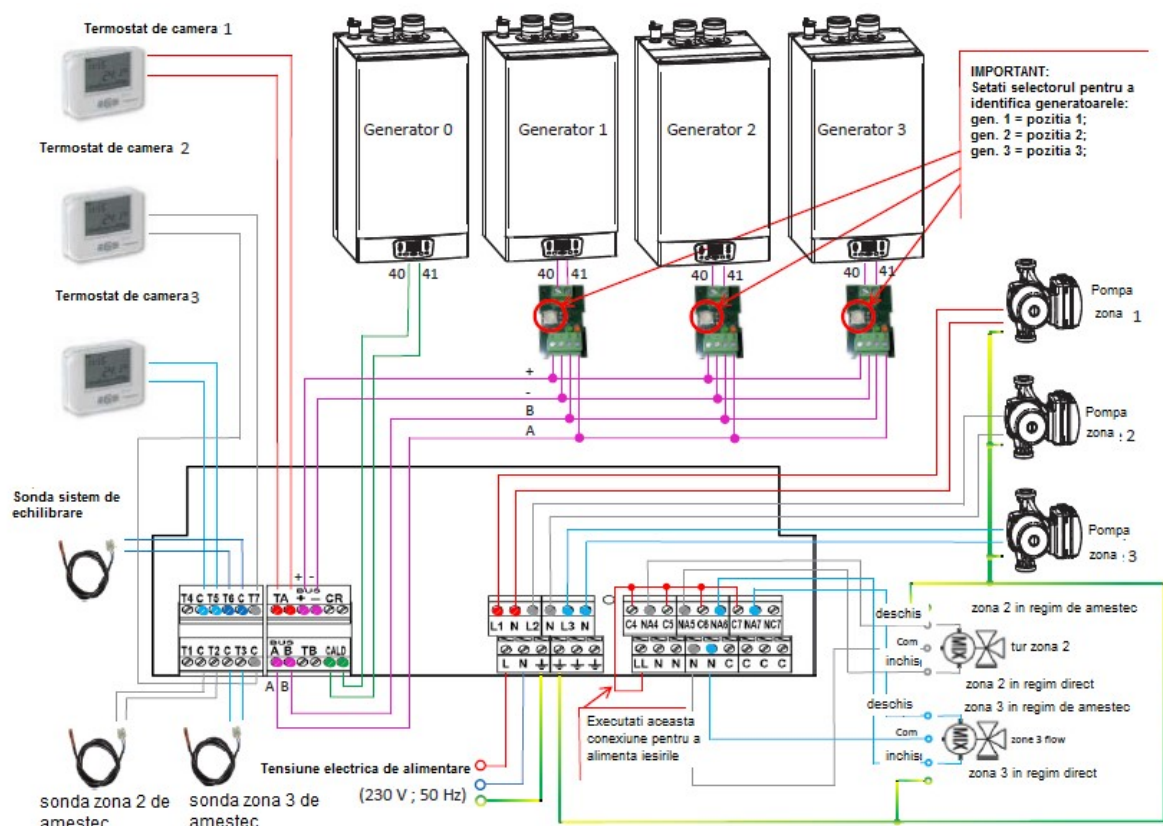 Termostat de camera 1
Termostat de camera 2
Termostat de camera 3
Generator 0
Generator 1
Generator 2
Generator 3
40 41
40 41
40 41
40 41
IMPORTANT:
Setati selectorul pentru a
identifica generatoarele:
gen. 1 = pozitia 1;
gen. 2 = pozitia 2;
gen. 3 = pozitia 3;
+
-
B
A
Pompa
zona 1
Pompa
zona : 2
Pompa
zona : 3
Sonda sistem de
echilibrare
+ -
T4 C T5 T6 C T7
TA BUS + - CR
T1 C T2 C T3 C
BUS A B TB CALD
A B
L1 N L2 N L3 N
L N
C4 NA4 C5 NA5 C6 NA6 C7 NA7 NC7
LL N N N N C C C C
deschis
Com
inchis
zona 2 in regim de amestec
MIX
tur zona 2
zona 2 in regim direct
zona 3 in regim de amestec
deschis
Com
inchis
MIX
zone 3 flow
zona 3 in regim direct
Executati aceasta
conexiune pentru a
alimenta iesirile
Tensiune electrica de alimentare
(230 V ; 50 Hz)
sonda zona 2 de
amestec
sonda zona 3 de
amestec